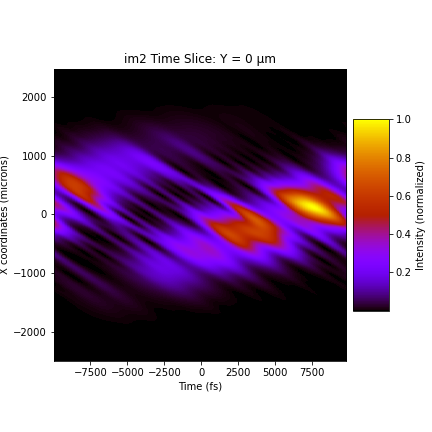 im2 Time Slice: Y = 0 μm
2000
1000
0
−1000
−2000
X coordinates (microns)
−7500 −5000 −2500 0 2500 5000 7500
Time (fs)
1.0
0.8
0.6
0.4
0.2
Intensity (normalized)